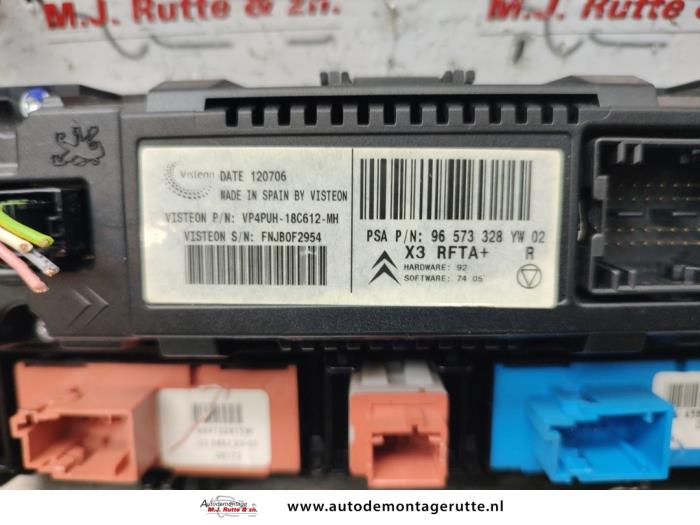 M.J. Rutte & zn.
M.J. Rutte & zn.
Visteon DATE 120706
MADE IN SPAIN BY VISTEON
VISTEON P/N: VP4PUH-18C612-MH
VISTEON S/N: FNJB0F2954
PSA P/N: 96 573 328 YW 02
X3 RFTA+ R
HARDWARE: 92
SOFTWARE: 74 05
Autodemontage
M.J. Rutte & zn.
www.autodemontagerutte.nl